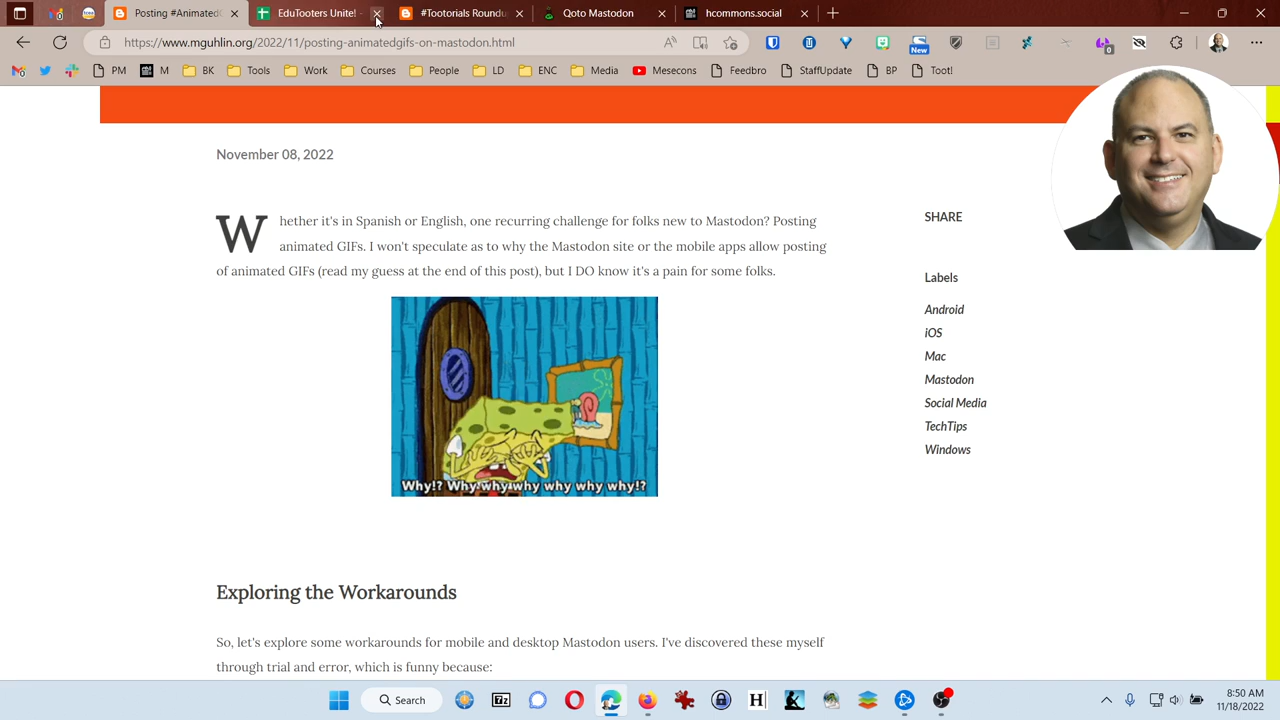 Posting #Animated
EduTooters Unite! -
#Tootorials Roundu
Qoto Mastodon
hcommons.social
https://www.mguhlin.org/2022/11/posting-animatedgifs-on-mastodon.html
New
0
PM
M
BK
Tools
Work
Courses
People
LD
ENC
Media
Mesecons
Feedbro
StaffUpdate
BP
Toot!
November 08, 2022
Whether it's in Spanish or English, one recurring challenge for folks new to Mastodon? Posting
animated GIFs. I won't speculate as to why the Mastodon site or the mobile apps allow posting
of animated GIFs (read my guess at the end of this post), but I DO know it's a pain for some folks.
Why!? Why why why why why why!?
SHARE
Labels
Android
iOS
Mac
Mastodon
Social Media
TechTips
Windows
Exploring the Workarounds
So, let's explore some workarounds for mobile and desktop Mastodon users. I've discovered these myself
through trial and error, which is funny because:
Search
7z
H
8:50 AM
11/18/2022